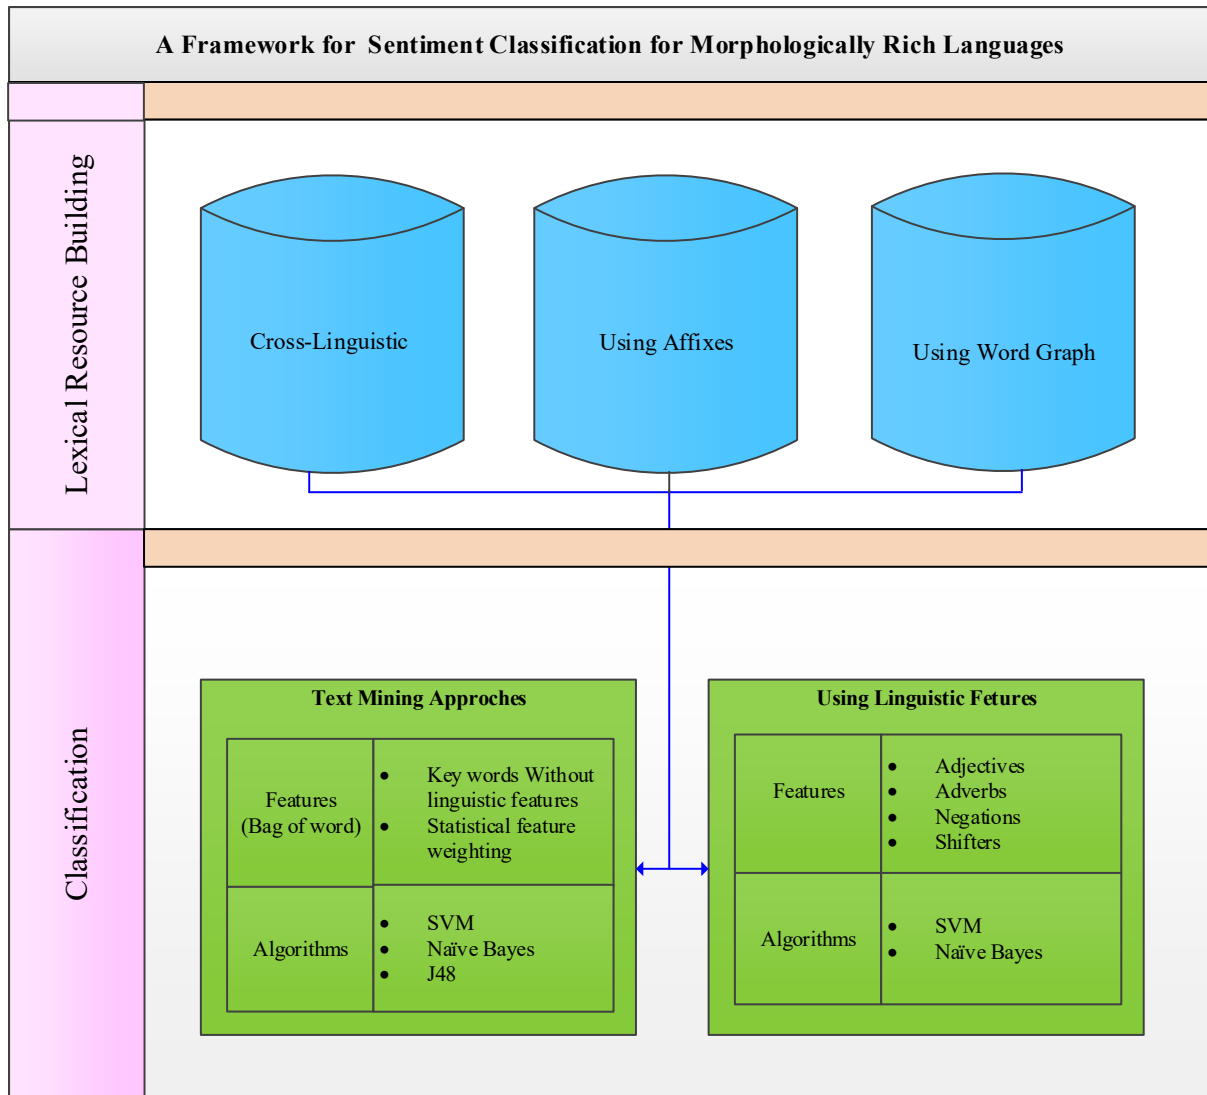 A Framework for Sentiment Classification for Morphologically Rich Languages
Lexical Resource Building
Cross-Linguistic
Using Affixes
Using Word Graph
Classification
Text Mining Approches
Features
(Bag of word)
• Key words Without
linguistic features
• Statistical feature
weighting
Algorithms
• SVM
• Naïve Bayes
• J48
Using Linguistic Fetures
Features
• Adjectives
• Adverbs
• Negations
• Shifters
Algorithms
• SVM
• Naïve Bayes